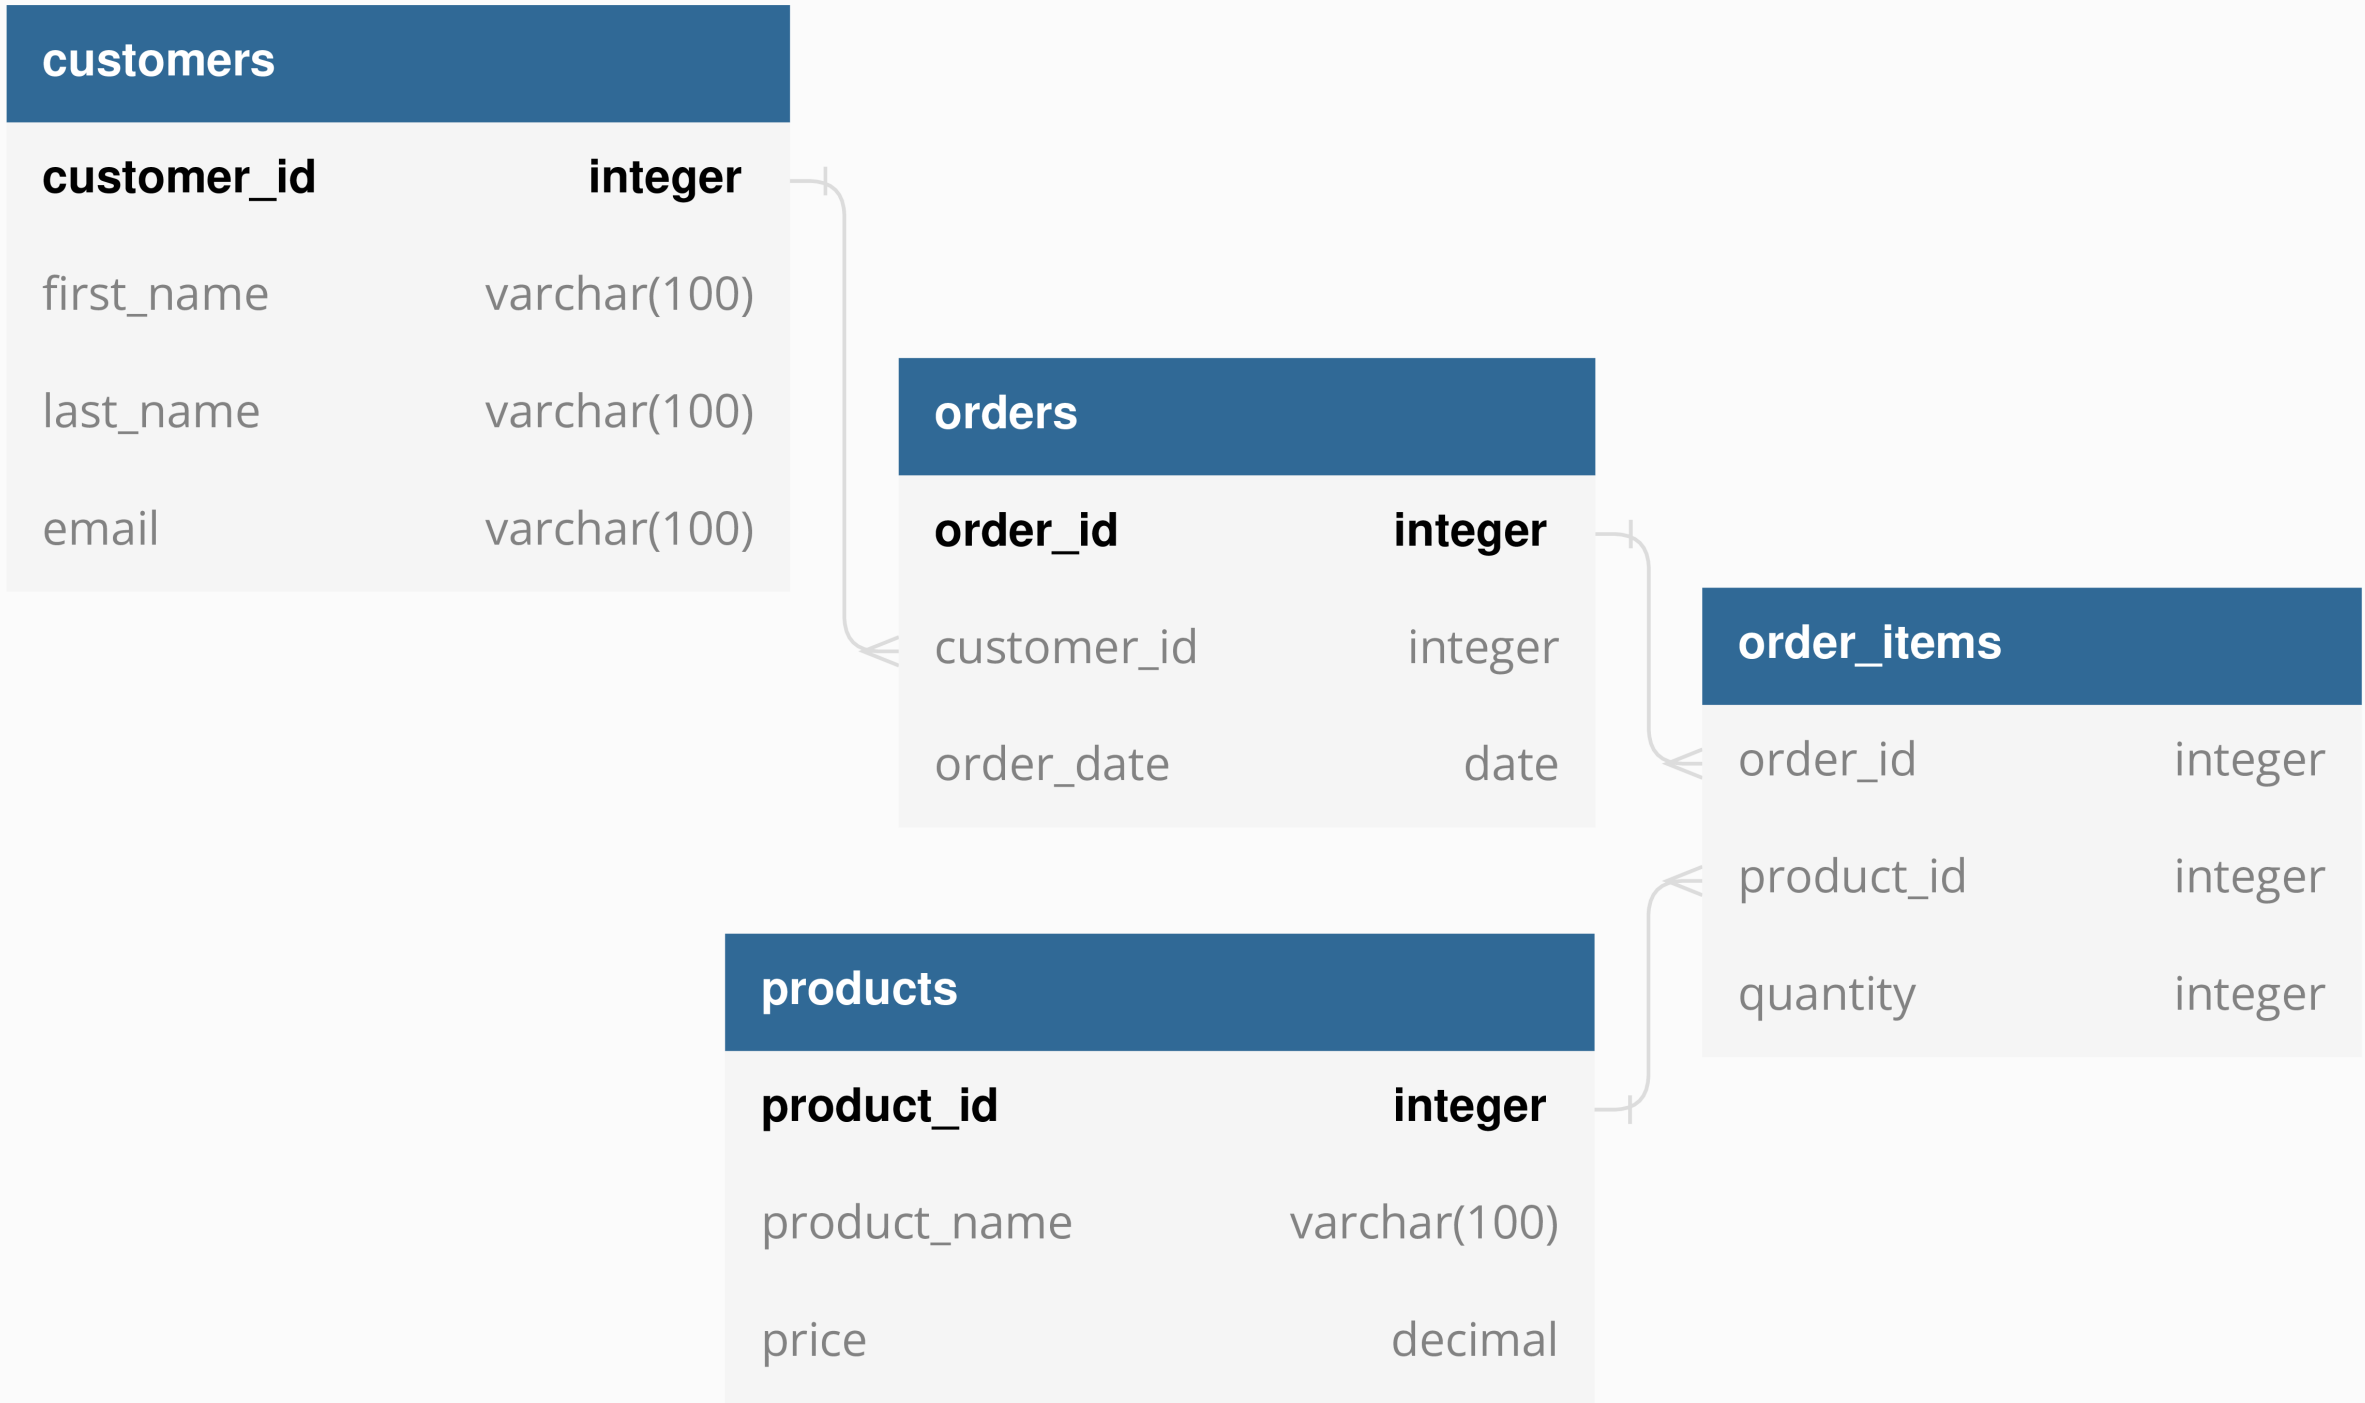 customers
customer_id integer
first_name varchar(100)
last_name varchar(100)
email varchar(100)
orders
order_id integer
customer_id integer
order_date date
order_items
order_id integer
product_id integer
quantity integer
products
product_id integer
product_name varchar(100)
price decimal